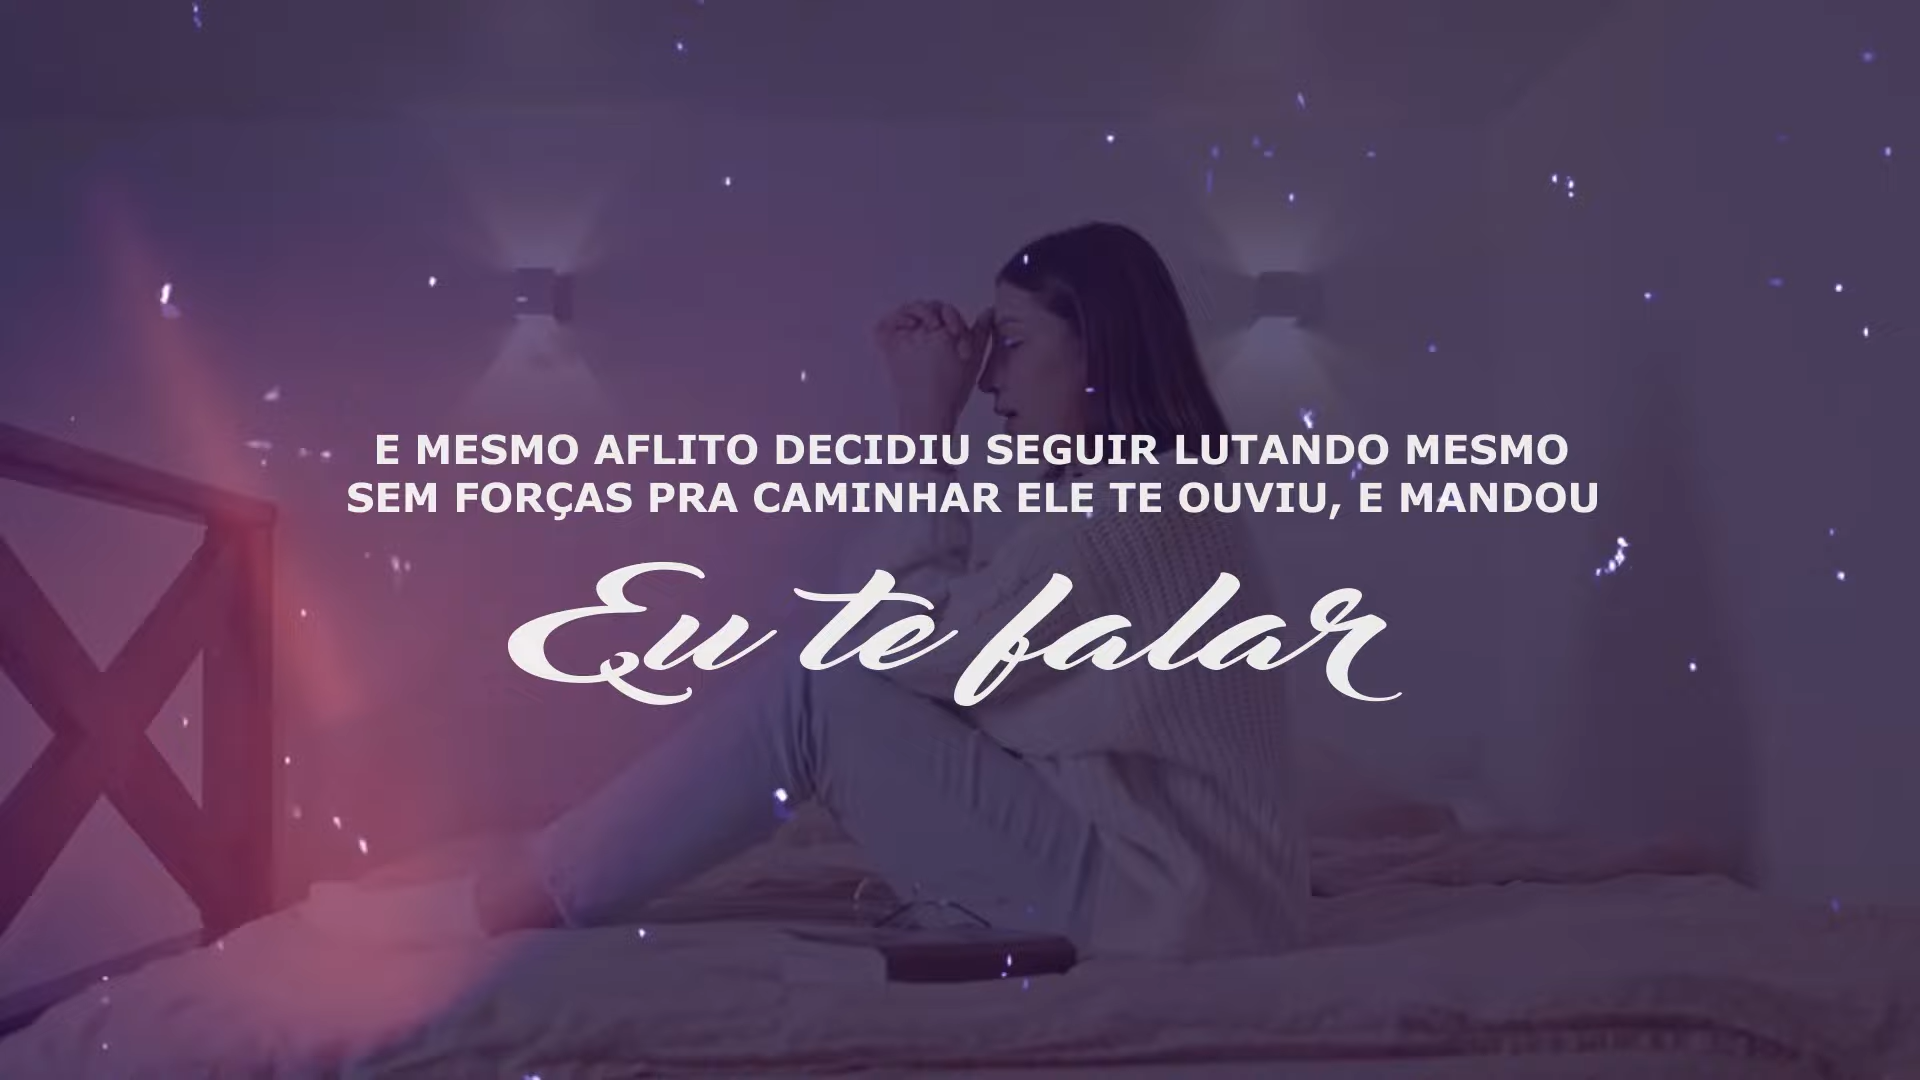 E MESMO AFLITO DECIDIU SEGUIR LUTANDO MESMO
SEM FORÇAS PRA CAMINHAR ELE TE OUVIU, E MANDOU
Eu te falar